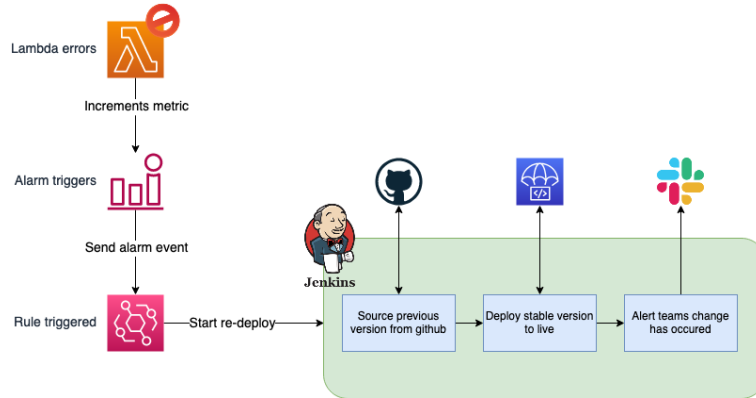 Lambda errors
Increments metric
Alarm triggers
Send alarm event
Jenkins
Rule triggered
Start re-deploy
Source previous
version from github
Deploy stable version
to live
Alert teams change
has occured